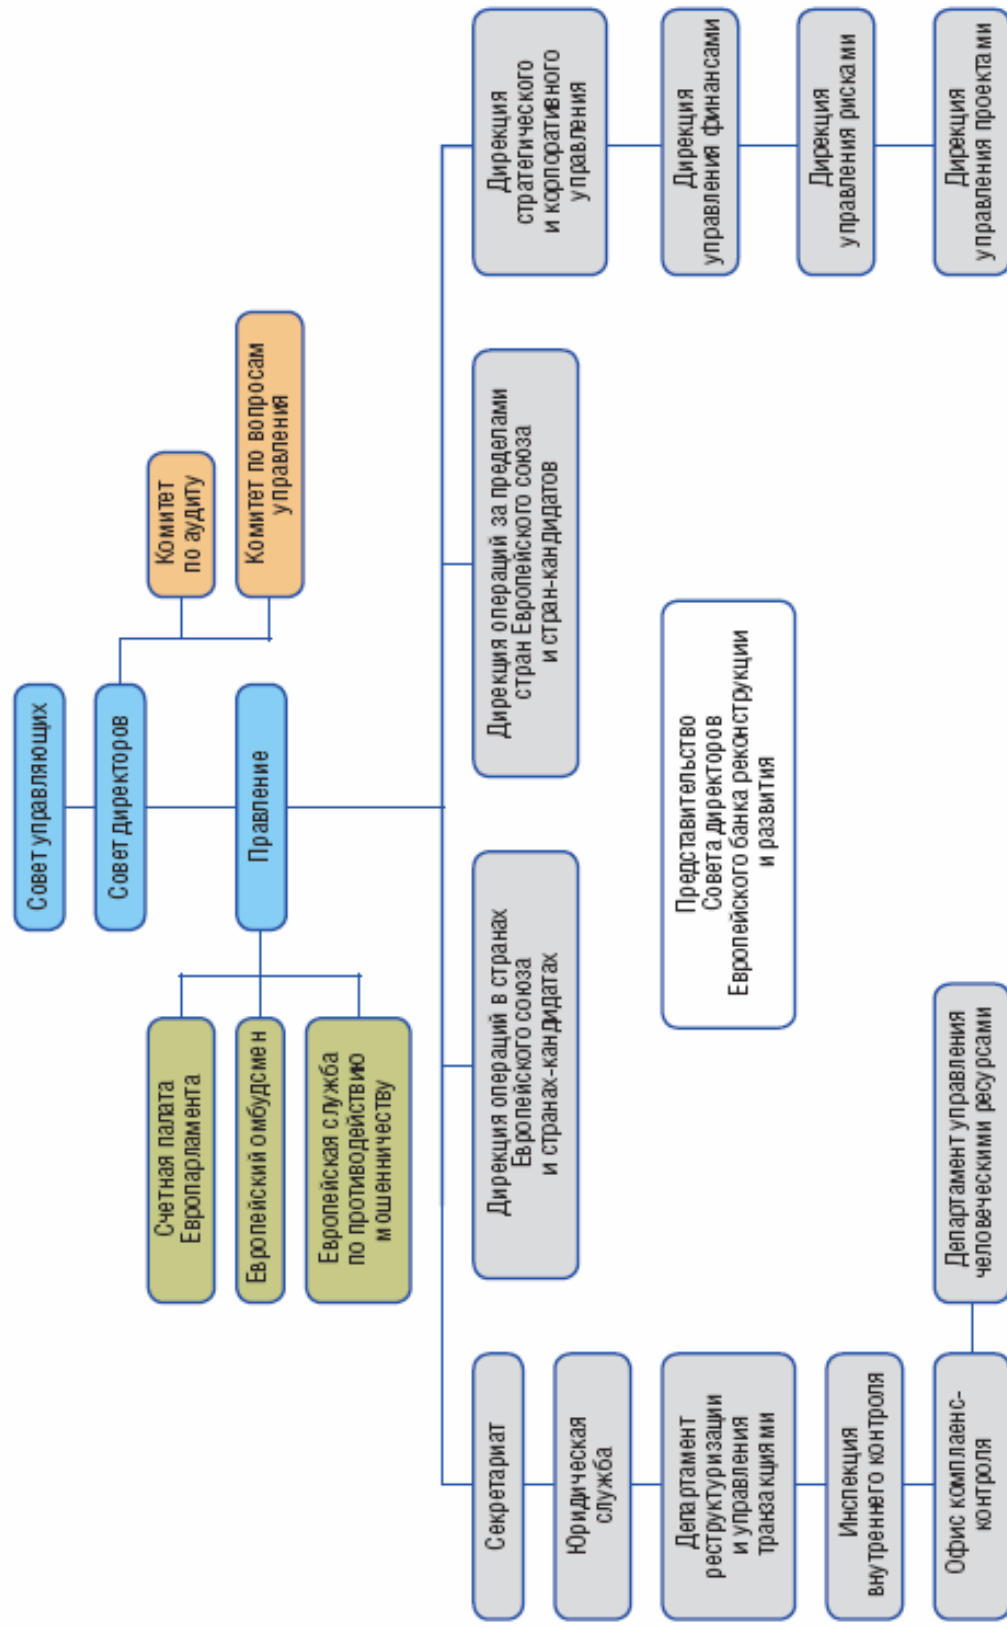 Совет управляющих
Совет директоров
Комитет
по аудиту
Комитет по вопросам
управления
Правление
Счетная палата
Европарламента
Европейский омбудсмен
Европейская служба
по противодействию
мошенничеству
Секретариат
Юридическая
служба
Департамент
реструктуризации
и управления
транзакциями
Инспекция
внутреннего контроля
Офис комплаенс-
контроля
Департамент управления
человеческими ресурсами
Дирекция операций в странах
Европейского союза
и странах-кандидатах
Дирекция операций за пределами
стран Европейского союза
и стран-кандидатов
Представительство
Совета директоров
Европейского банка реконструкции
и развития
Дирекция
стратегического
и корпоративного
управления
Дирекция
управления финансами
Дирекция
управления рисками
Дирекция
управления проектами